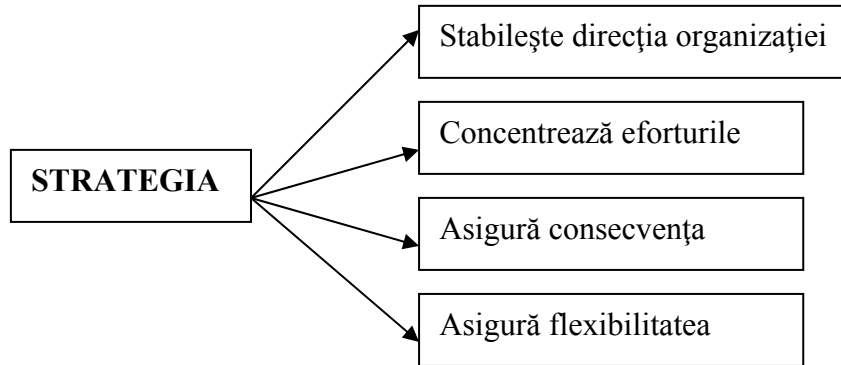 Stabileşte direcţia organizaţiei
Concentrează eforturile
STRATEGIA
Asigură consecvenţa
Asigură flexibilitatea